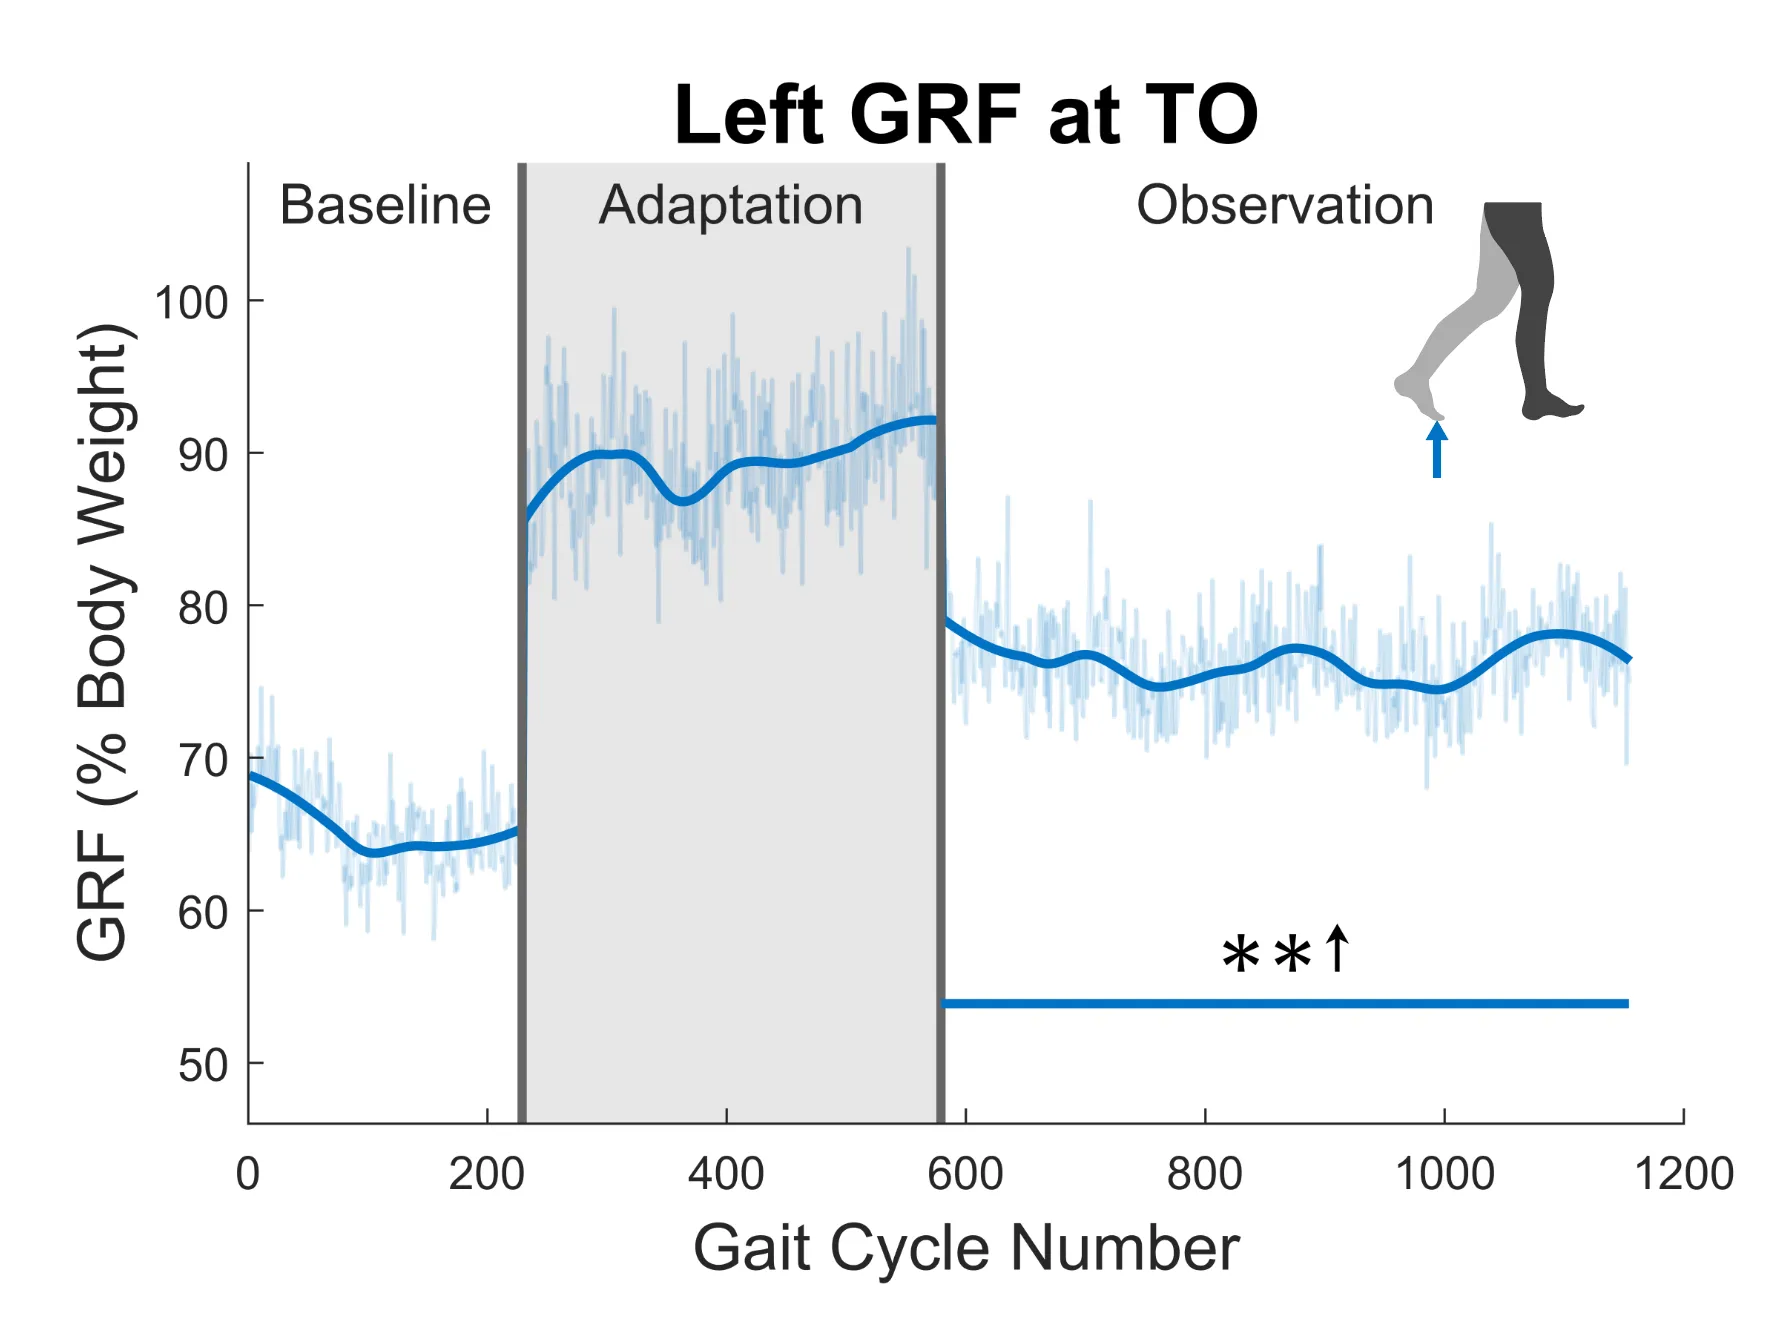 Left GRF at TO
Baseline
Adaptation
Observation
GRF (% Body Weight)
100
90
80
70
60
50
**↑
0 200 400 600 800 1000 1200
Gait Cycle Number